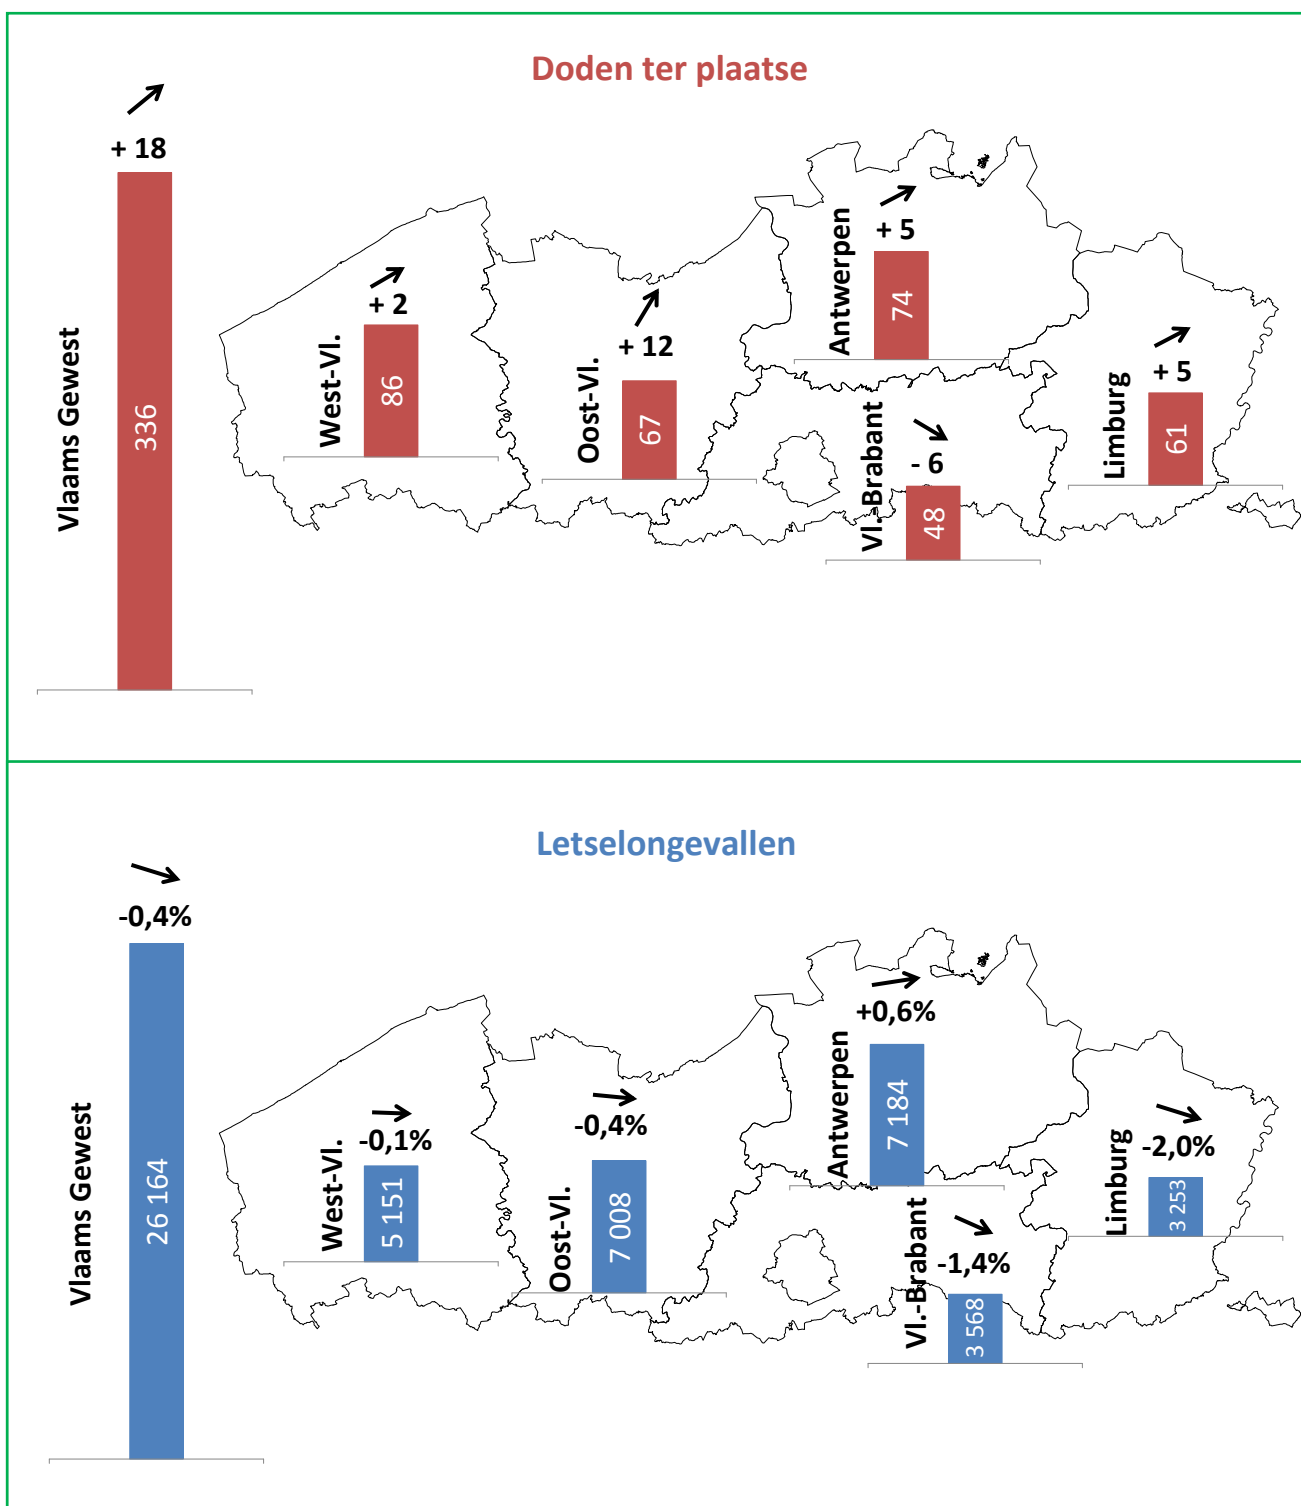 Doden ter plaatse
+ 18
Vlaams Gewest
336
+ 2
West-Vl.
86
+ 12
Oost-Vl.
67
+ 5
Antwerpen
74
- 6
Vl.-Brabant
48
+ 5
Limburg
61
Letselongevallen
-0,4%
Vlaams Gewest
26 164
-0,1%
West-Vl.
5 151
-0,4%
Oost-Vl.
7 008
+0,6%
Antwerpen
7 184
-1,4%
Vl.-Brabant
3 568
-2,0%
Limburg
3 253